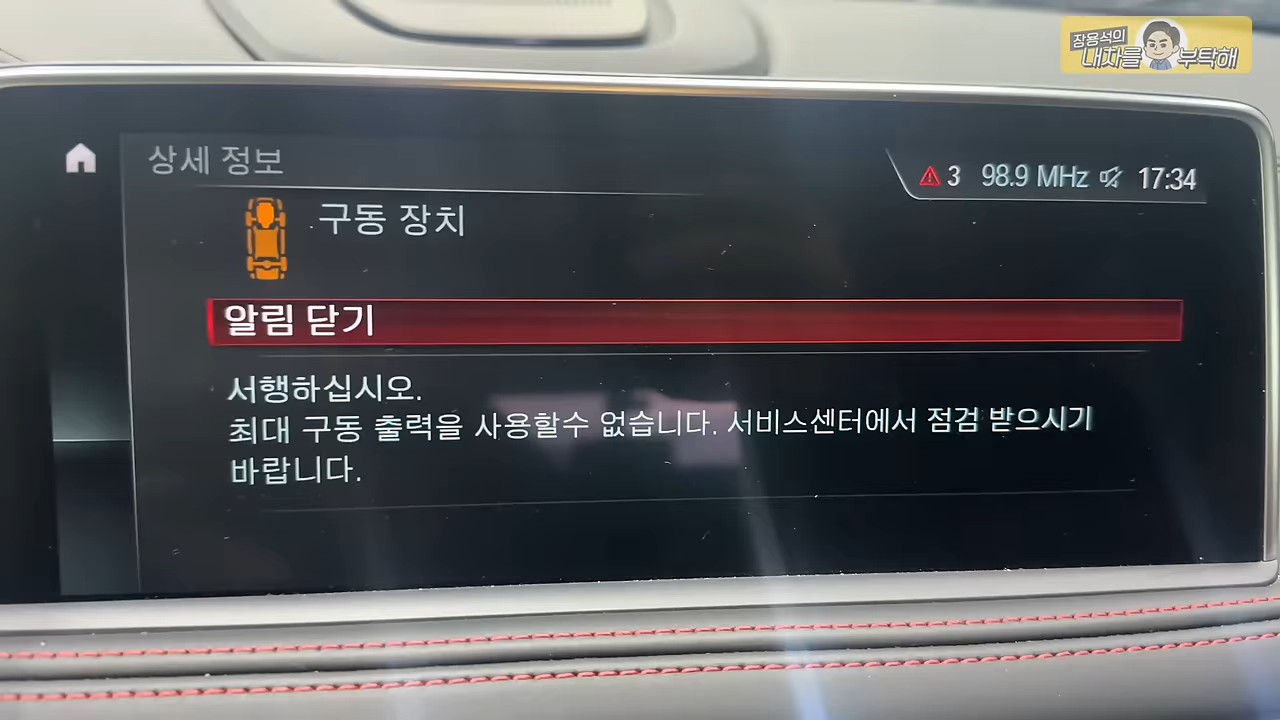 장용석의
내차를 부탁해
상세 정보
3 98.9 MHz 17:34
구동 장치
알림 닫기
서행하십시오.
최대 구동 출력을 사용할수 없습니다. 서비스센터에서 점검 받으시기
바랍니다.